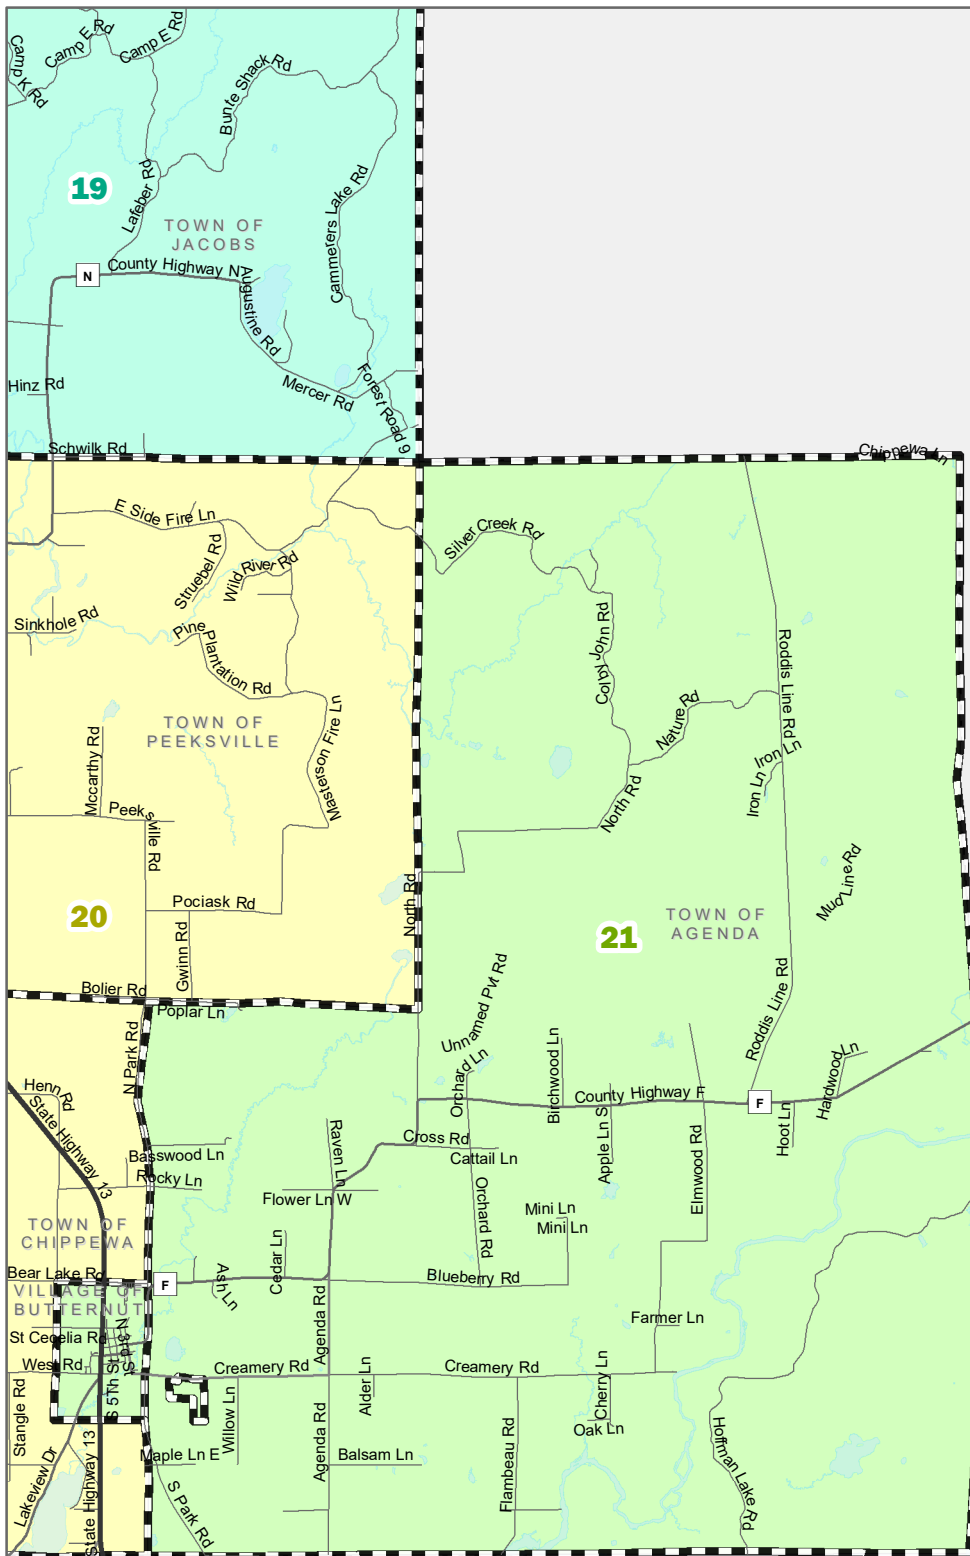 Camp K Rd
Camp E Rd
Camp E Rd
Bunte Shack Rd
19
Lafeber Rd
TOWN OF
JACOBS
Cammerers Lake Rd
N
County Highway N
Augustine Rd
Hinz Rd
Mercer Rd
Forest Road 9
Schwilk Rd
Chippewa Ln
E Side Fire Ln
Silver Creek Rd
Struebel Rd
Wild River Rd
Sinkhole Rd
Pine Plantation Rd
Colby John Rd
Roddis Line Rd
TOWN OF
PEEKSVILLE
Masterson Fire Ln
Nature Rd
Mccarthy Rd
Iron Ln
Iron Ln
Peeksville Rd
North Rd
Pociask Rd
North Rd
20
Gwinn Rd
21
TOWN OF
AGENDA
Bolier Rd
Poplar Ln
Unnamed Pvt Rd
Roddis Line Rd
N Park Rd
Orchard Ln
Birchwood Ln
Hardwood Ln
Henn Rd
State Highway 13
County Highway F
F
Apple Ln S
Hoot Ln
Basswood Ln
Raven Ln
Cross Rd
Cattail Ln
Elmwood Rd
Rocky Ln
Flower Ln W
Orchard Rd
Mini Ln
Mini Ln
TOWN OF
CHIPPEWA
Cedar Ln
Bear Lake Rd
F
Ash Ln
Blueberry Rd
VILLAGE OF
BUTTERNUT
Agenda Rd
Farmer Ln
St Cecelia Rd
N 3rd St
West Rd
S 5Th St
Creamery Rd
Creamery Rd
Stangle Rd
Willow Ln
Alder Ln
Cherry Ln
Oak Ln
Hoffman Lake Rd
Lakeview Dr
State Highway 13
Maple Ln E
S Park Rd
Agenda Rd
Balsam Ln
Flambeau Rd